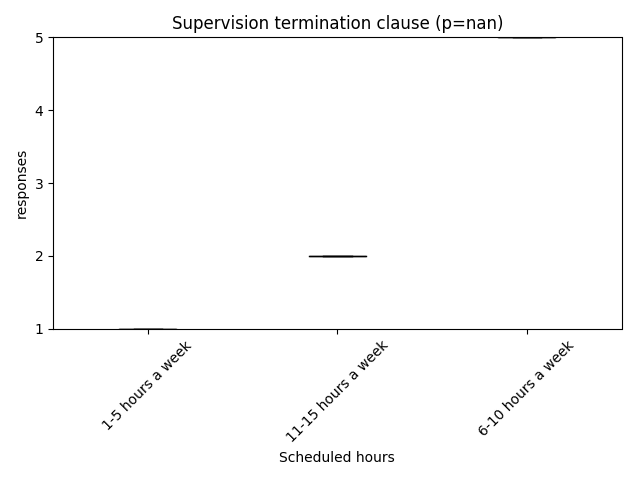 Supervision termination clause (p=nan)
5
4
3
2
1
responses
1-5 hours a week
11-15 hours a week
6-10 hours a week
Scheduled hours